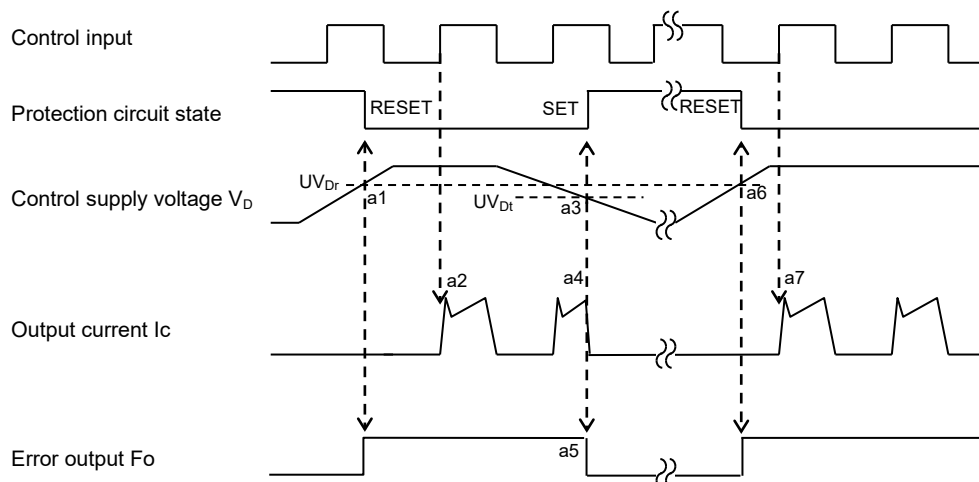 Control input
Protection circuit state
RESET
SET
RESET
UVDr
a1
Control supply voltage VD
UVDt
a3
a6
a2
a4
a7
Output current Ic
a5
Error output Fo